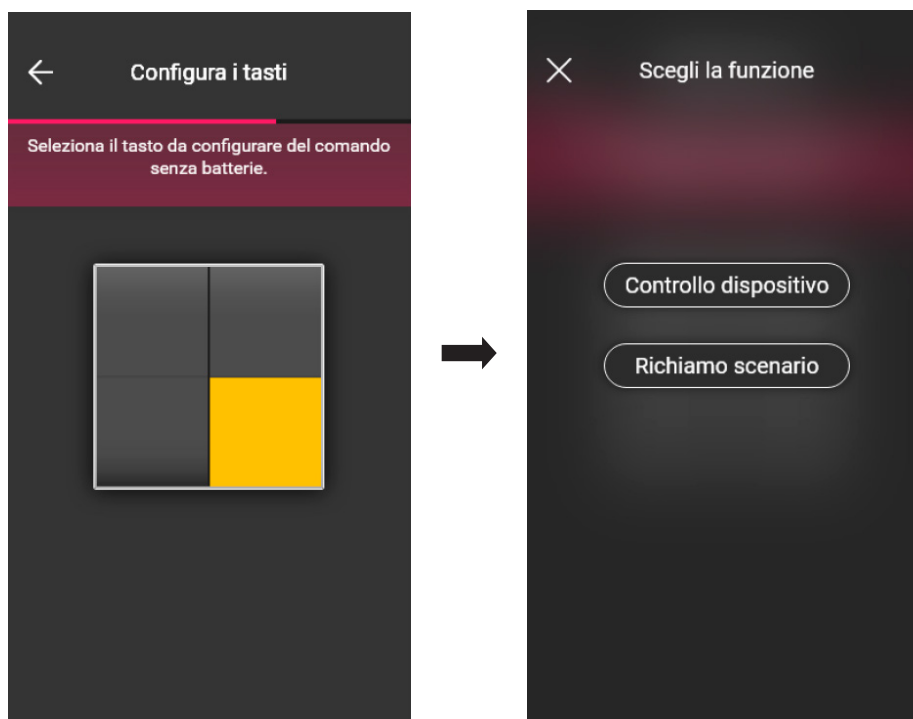 Configura i tasti
Seleziona il tasto da configurare del comando
senza batterie.
Scegli la funzione
Controllo dispositivo
Richiamo scenario